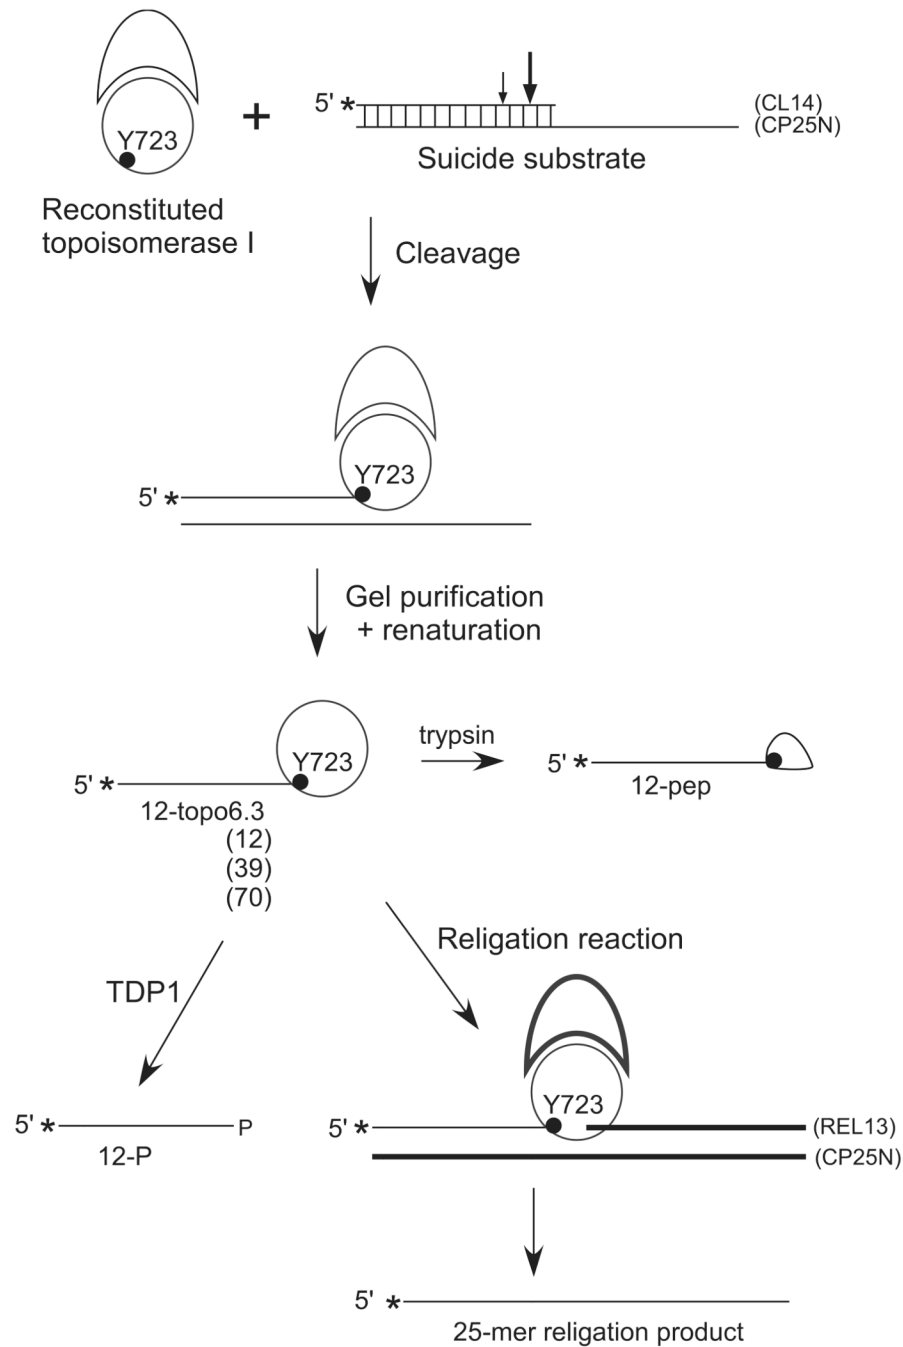 Y723
+
5' *
(CL14)
(CP25N)
Suicide substrate
Reconstituted
topoisomerase I
Cleavage
Y723
5' *
Gel purification
+ renaturation
Y723
5' *
12-topo6.3
(12)
(39)
(70)
trypsin
5' *
12-pep
Religation reaction
TDP1
5' *
P
12-P
Y723
5' *
(REL13)
(CP25N)
5' *
25-mer religation product